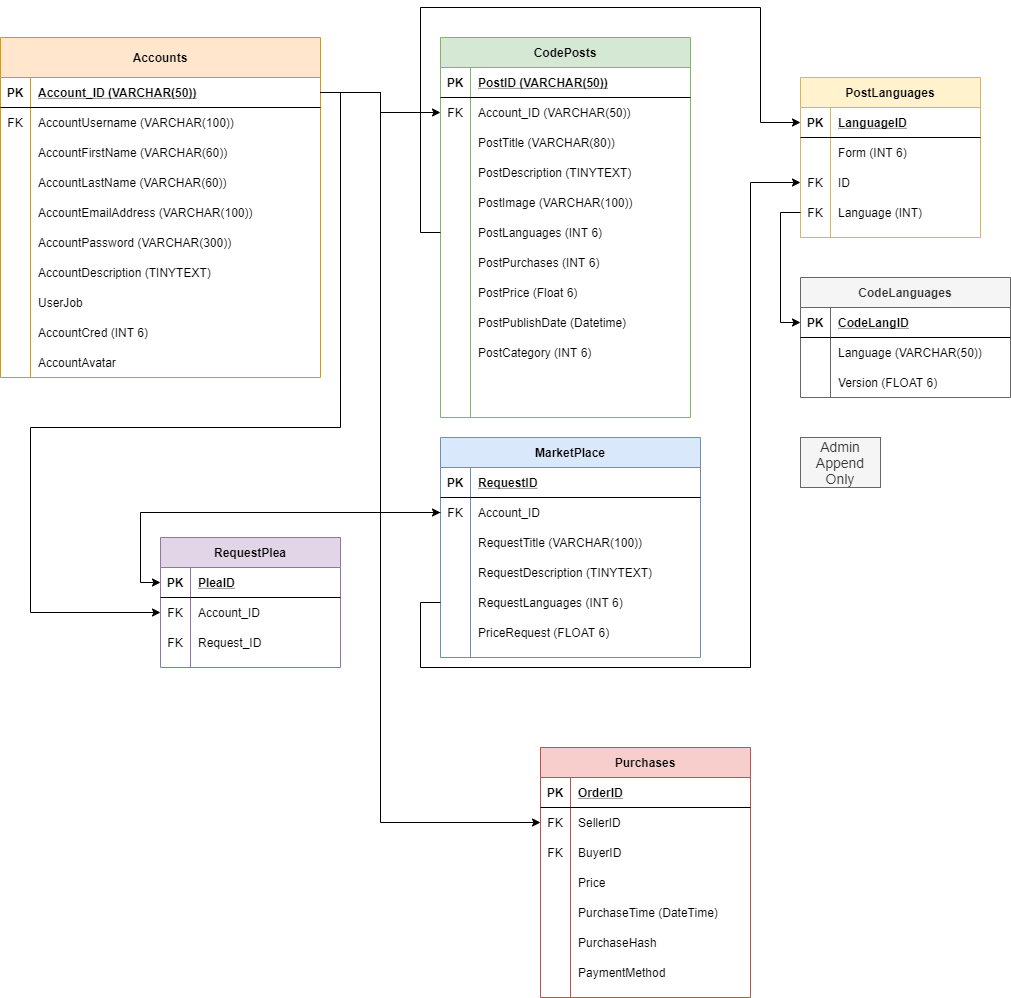 Accounts
PK Account_ID (VARCHAR(50))
FK AccountUsername (VARCHAR(100))
AccountFirstName (VARCHAR(60))
AccountLastName (VARCHAR(60))
AccountEmailAddress (VARCHAR(100))
AccountPassword (VARCHAR(300))
AccountDescription (TINYTEXT)
UserJob
AccountCred (INT 6)
AccountAvatar
CodePosts
PK PostID (VARCHAR(50))
FK Account_ID (VARCHAR(50))
PostTitle (VARCHAR(80))
PostDescription (TINYTEXT)
PostImage (VARCHAR(100))
PostLanguages (INT 6)
PostPurchases (INT 6)
PostPrice (Float 6)
PostPublishDate (Datetime)
PostCategory (INT 6)
PostLanguages
PK LanguageID
Form (INT 6)
FK ID
FK Language (INT)
CodeLanguages
PK CodeLangID
Language (VARCHAR(50))
Version (FLOAT 6)
Admin
Append
Only
MarketPlace
PK RequestID
FK Account_ID
RequestTitle (VARCHAR(100))
RequestDescription (TINYTEXT)
RequestLanguages (INT 6)
PriceRequest (FLOAT 6)
RequestPlea
PK PleaID
FK Account_ID
FK Request_ID
Purchases
PK OrderID
FK SellerID
FK BuyerID
Price
PurchaseTime (DateTime)
PurchaseHash
PaymentMethod